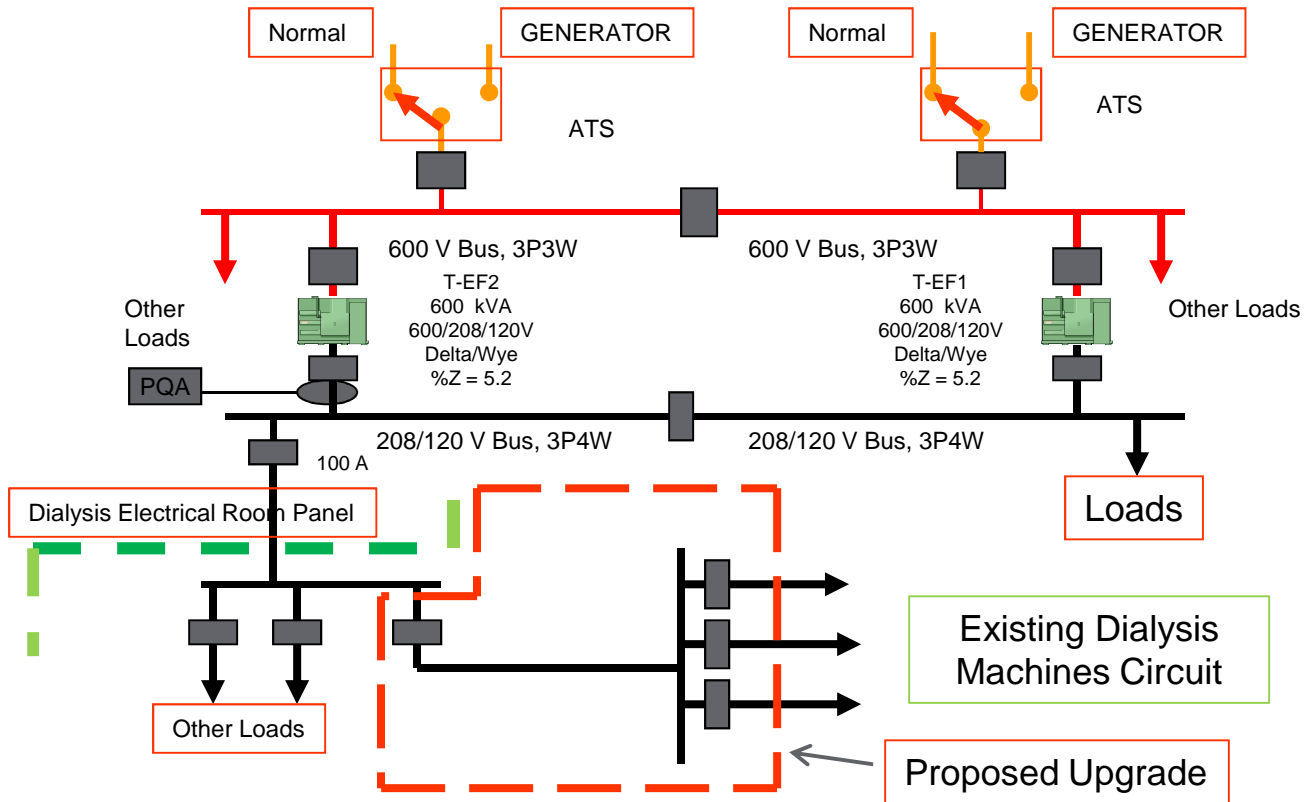 Normal
GENERATOR
Normal
GENERATOR
ATS
ATS
600 V Bus, 3P3W
600 V Bus, 3P3W
T-EF2
600 kVA
600/208/120V
Delta/Wye
%Z = 5.2
T-EF1
600 kVA
600/208/120V
Delta/Wye
%Z = 5.2
Other
Loads
Other Loads
PQA
208/120 V Bus, 3P4W
208/120 V Bus, 3P4W
100 A
Dialysis Electrical Room Panel
Loads
Existing Dialysis
Machines Circuit
Other Loads
Proposed Upgrade